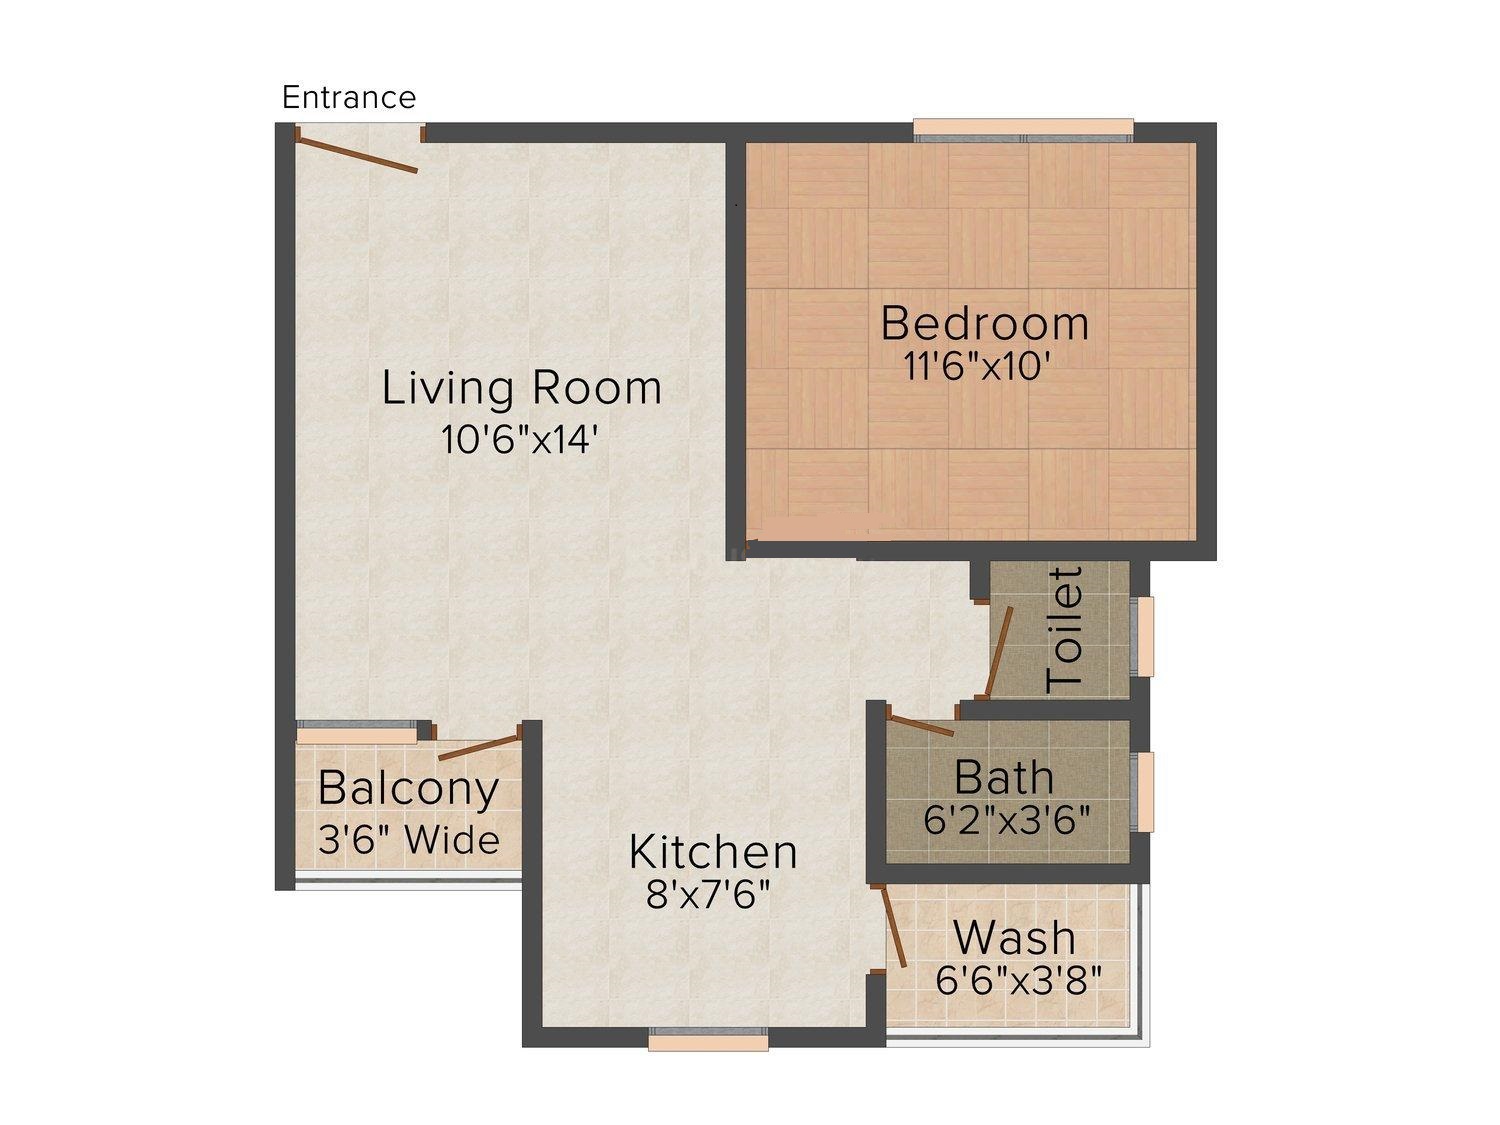 Entrance
Bedroom
11'6"x10'
Living Room
10'6"x14'
Toilet
Balcony
3'6" Wide
Bath
6'2"x3'6"
Kitchen
8'x7'6"
Wash
6'6"x3'8"